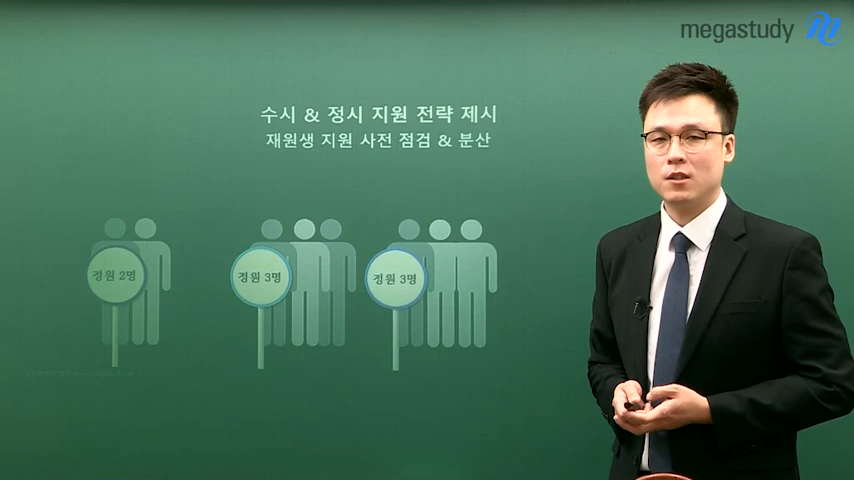 megastudy
수시 & 정시 지원 전략 제시
재원생 지원 사전 점검 & 분산
정원 2명
정원 3명
정원 3명